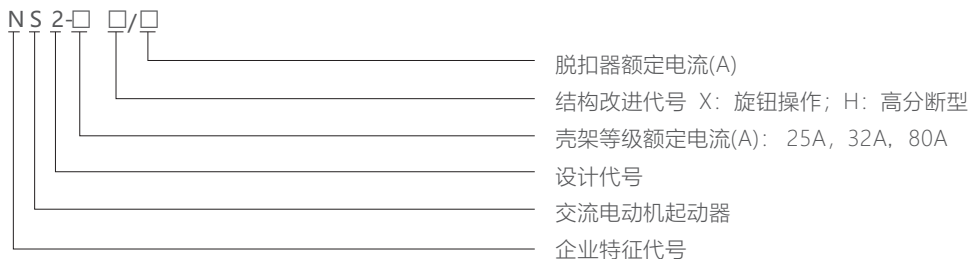 NS2-□ □/□
脱扣器额定电流(A)
结构改进代号 X：旋钮操作；H：高分断型
壳架等级额定电流(A)： 25A，32A，80A
设计代号
交流电动机起动器
企业特征代号